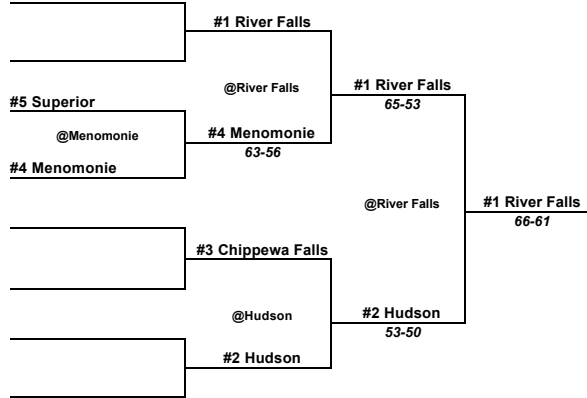 #1 River Falls
@River Falls
#1 River Falls
65-53
#5 Superior
@Menomonie
#4 Menomonie
63-56
#4 Menomonie
@River Falls
#1 River Falls
66-61
#3 Chippewa Falls
@Hudson
#2 Hudson
53-50
#2 Hudson